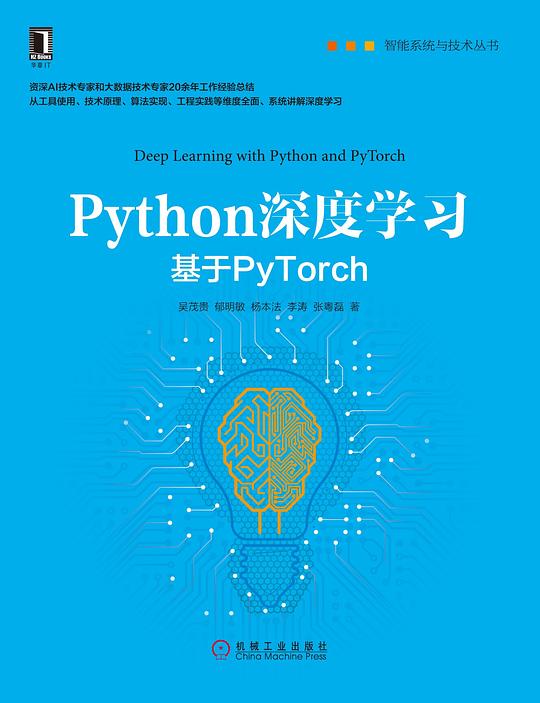 HZ Books
华章IT
智能系统与技术丛书
资深AI技术专家和大数据技术专家20余年工作经验总结
从工具使用、技术原理、算法实现、工程实践等维度全面、系统讲解深度学习
Deep Learning with Python and PyTorch
Python深度学习
基于PyTorch
吴茂贵 郁明敏 杨本法 李涛 张粤磊 著
机械工业出版社
China Machine Press